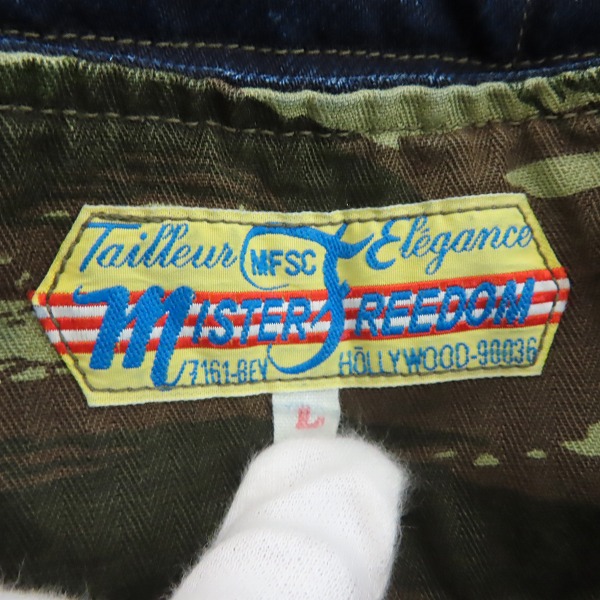 Tailleur MFSC Elégance
MISTER FREEDOM
7161-BEV HOLLYWOOD-90036
L